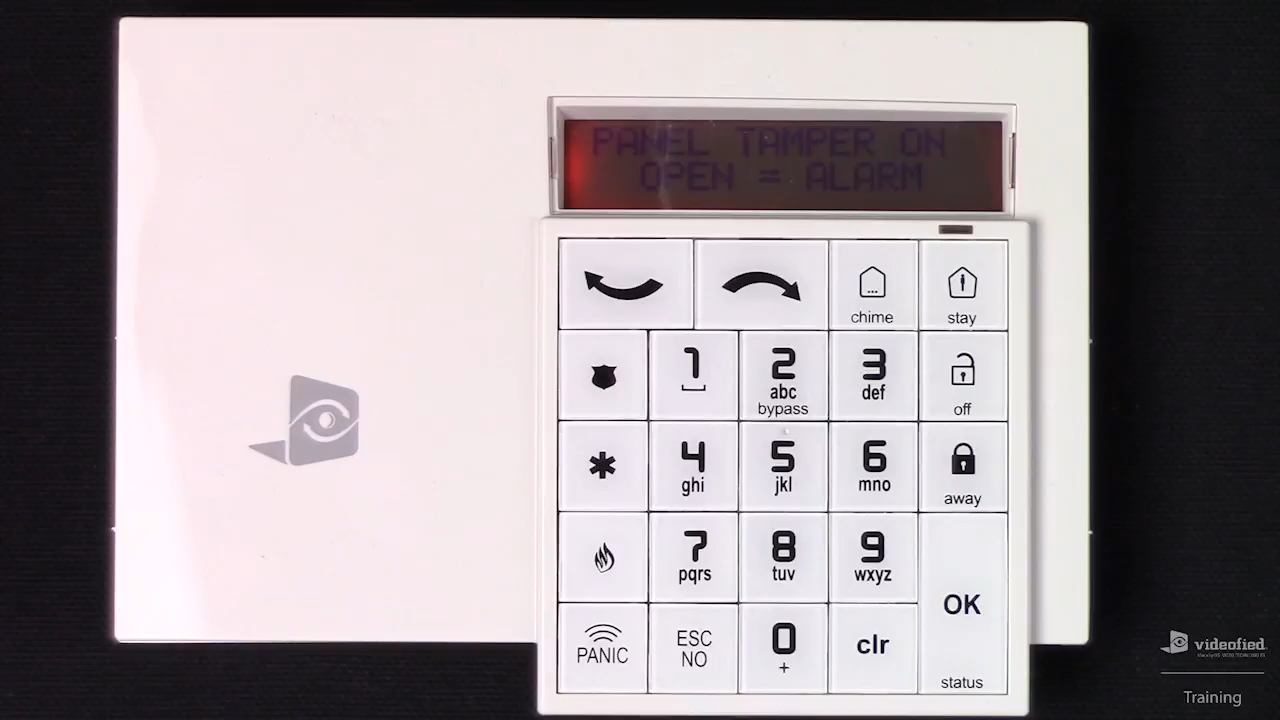 PANEL TAMPER ON
OPEN = ALARM
chime
stay
1
2
abc
bypass
3
def
off
*
4
ghi
5
jkl
6
mno
away
7
pqrs
8
tuv
9
wxyz
OK
status
PANIC
ESC
NO
0
+
clr
videofied
Training